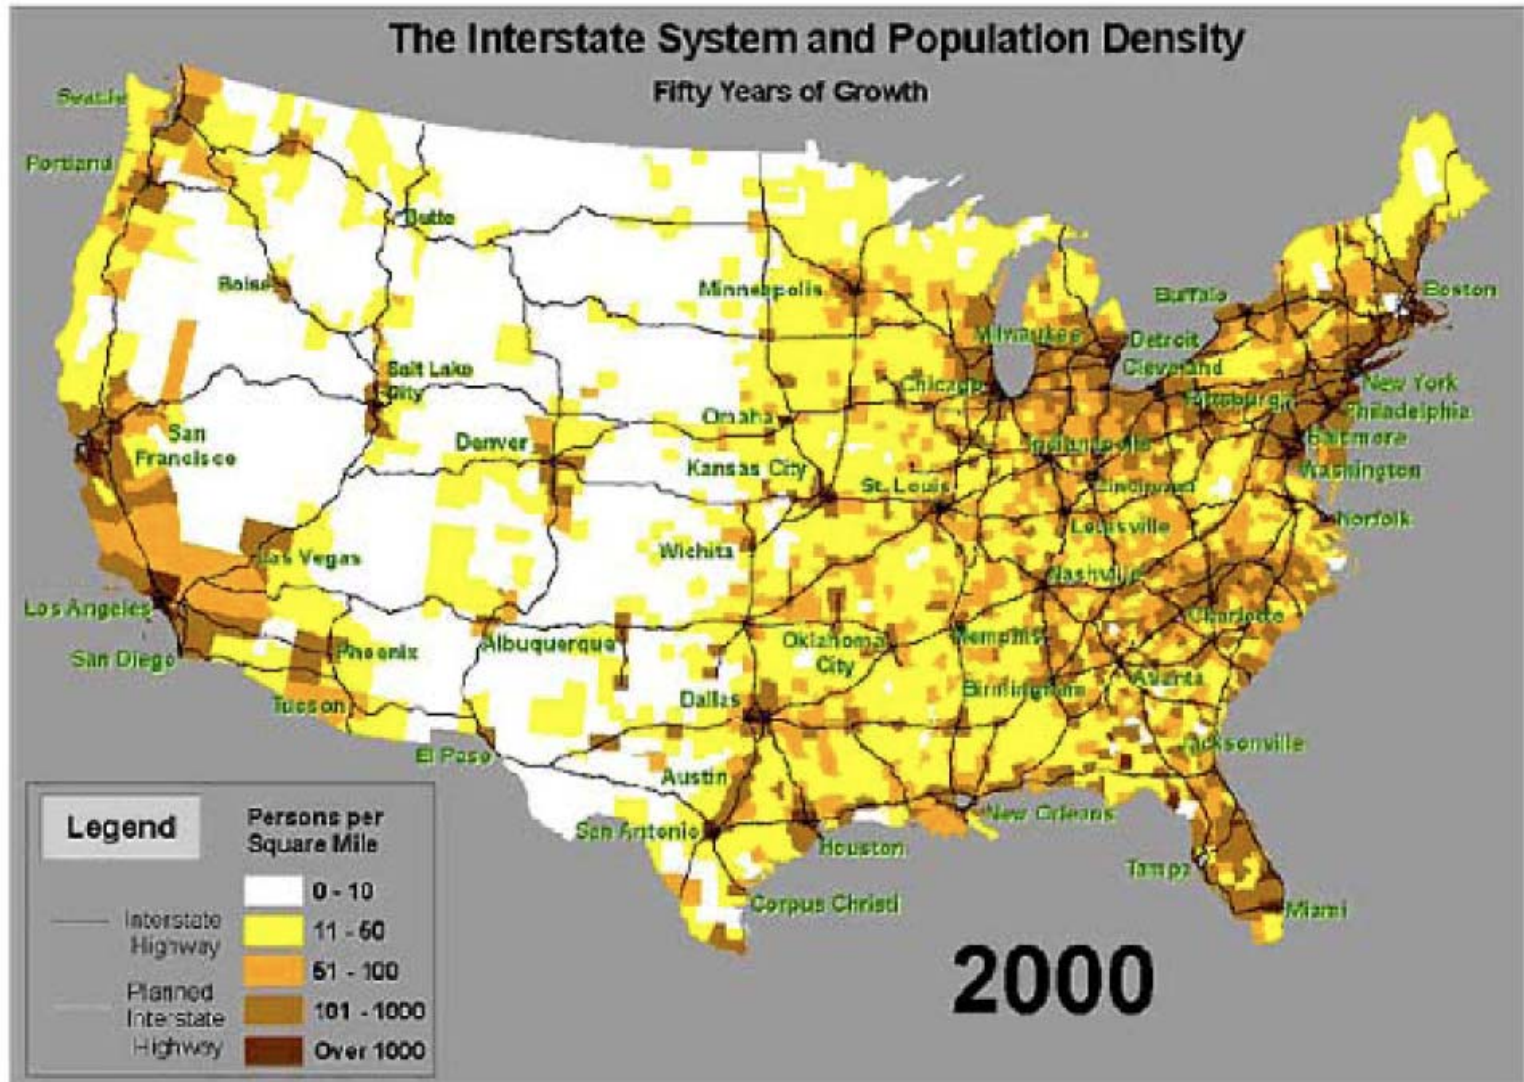 The Interstate System and Population Density
Fifty Years of Growth
Seattle
Portland
Butte
Boise
Minneapolis
Buffalo
Boston
Milwaukee
Detroit
Cleveland
Salt Lake
City
Chicago
New York
Omaha
Pittsburgh
Philadelphia
San
Francisco
Denver
Indianapolis
Baltimore
Kansas City
St. Louis
Cincinnati
Washington
Louisville
Norfolk
Las Vegas
Wichita
Nashville
Los Angeles
Albuquerque
Oklahoma
City
Memphis
Charlotte
San Diego
Phoenix
Tucson
Dallas
Birmingham
Atlanta
El Paso
Austin
Jacksonville
San Antonio
Houston
New Orleans
Tampa
Corpus Christi
Miami
Legend
Persons per
Square Mile
0 - 10
11 - 50
51 - 100
101 - 1000
Over 1000
Interstate
Highway
Planned
Interstate
Highway
2000